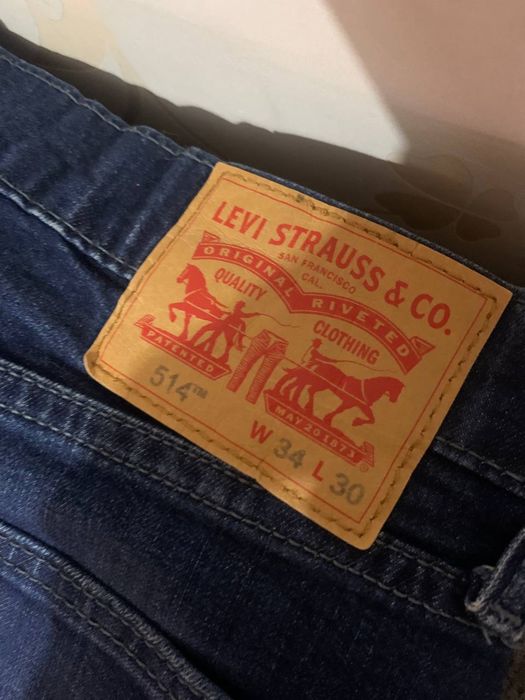 LEVI STRAUSS & CO.
SAN FRANCISCO
CAL.
ORIGINAL RIVETED
QUALITY CLOTHING
PATENTED
MAY 20 1873
514™
W 34 L 30